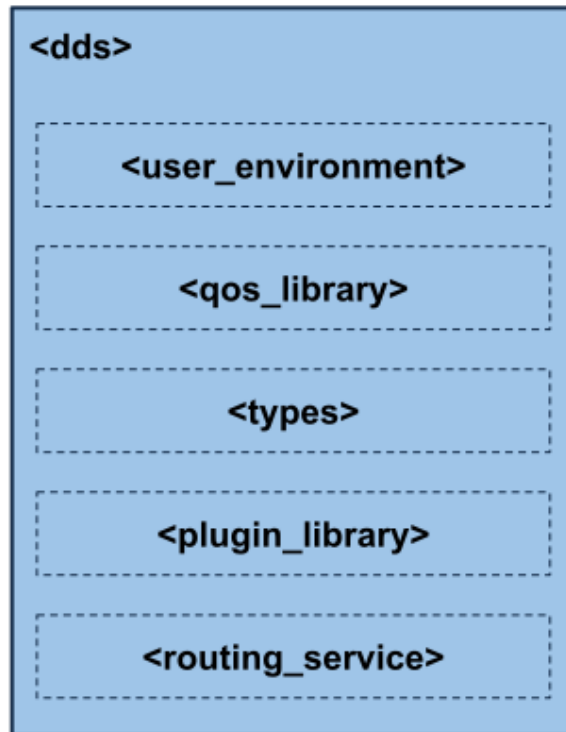 <dds>
<user_environment>
<qos_library>
<types>
<plugin_library>
<routing_service>